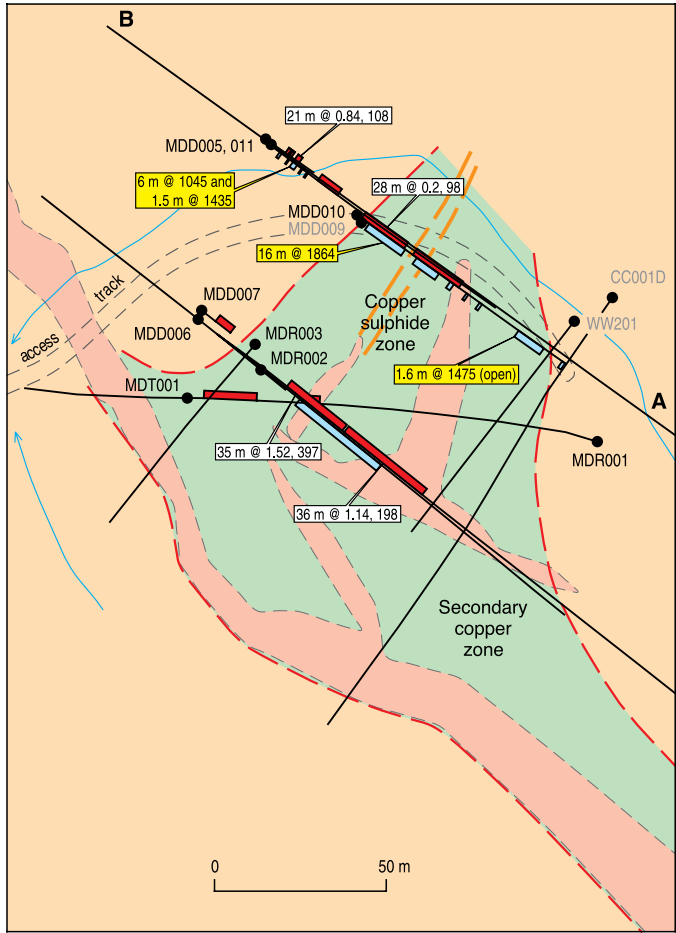 B
21 m @ 0.84, 108
MDD005, 011
6 m @ 1045 and
1.5 m @ 1435
28 m @ 0.2, 98
MDD010
MDD009
16 m @ 1864
CC001D
track
MDD007
Copper
sulphide
zone
WW201
MDD006
MDR003
access
MDR002
1.6 m @ 1475 (open)
MDT001
A
35 m @ 1.52, 397
MDR001
36 m @ 1.14, 198
Secondary
copper
zone
0
50 m